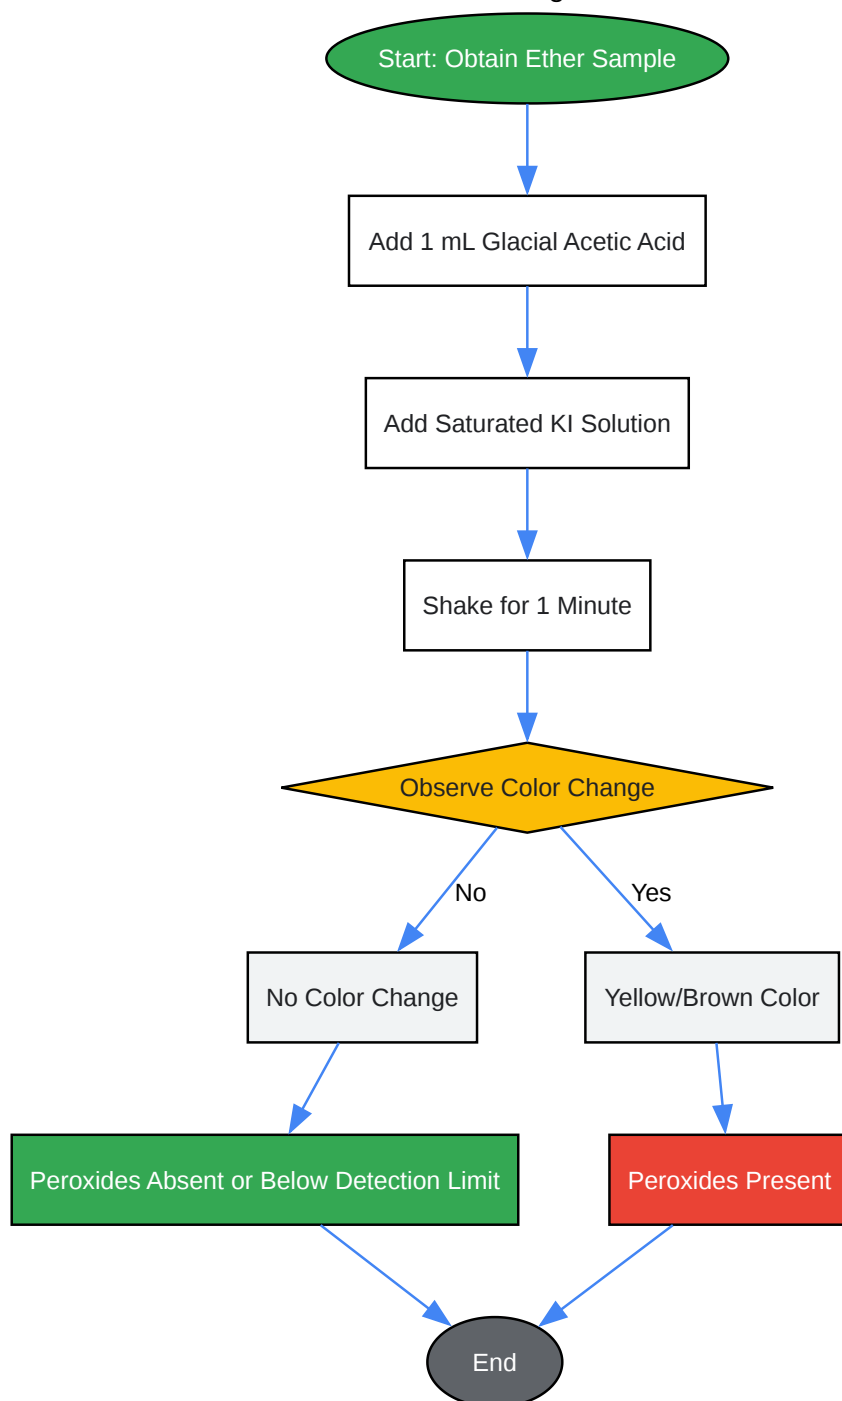 Start: Obtain Ether Sample
Add 1 mL Glacial Acetic Acid
Add Saturated KI Solution
Shake for 1 Minute
Observe Color Change
No
Yes
No Color Change
Yellow/Brown Color
Peroxides Absent or Below Detection Limit
Peroxides Present
End